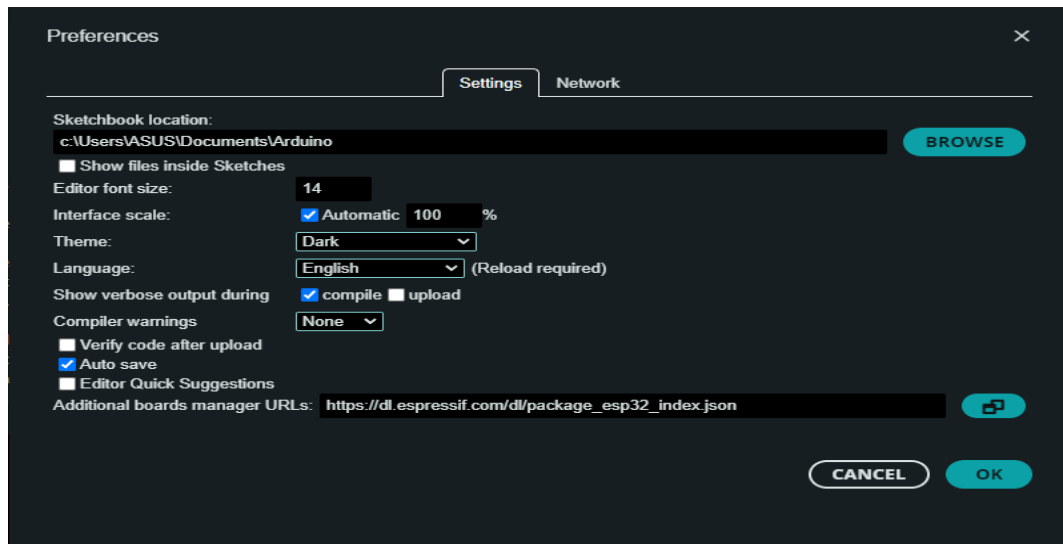 Preferences
Settings Network
Sketchbook location:
c:\Users\ASUS\Documents\Arduino BROWSE
Show files inside Sketches
Editor font size: 14
Interface scale: Automatic 100 %
Theme: Dark
Language: English (Reload required)
Show verbose output during compile upload
Compiler warnings None
Verify code after upload
Auto save
Editor Quick Suggestions
Additional boards manager URLs: https://dl.espressif.com/dl/package_esp32_index.json
CANCEL OK